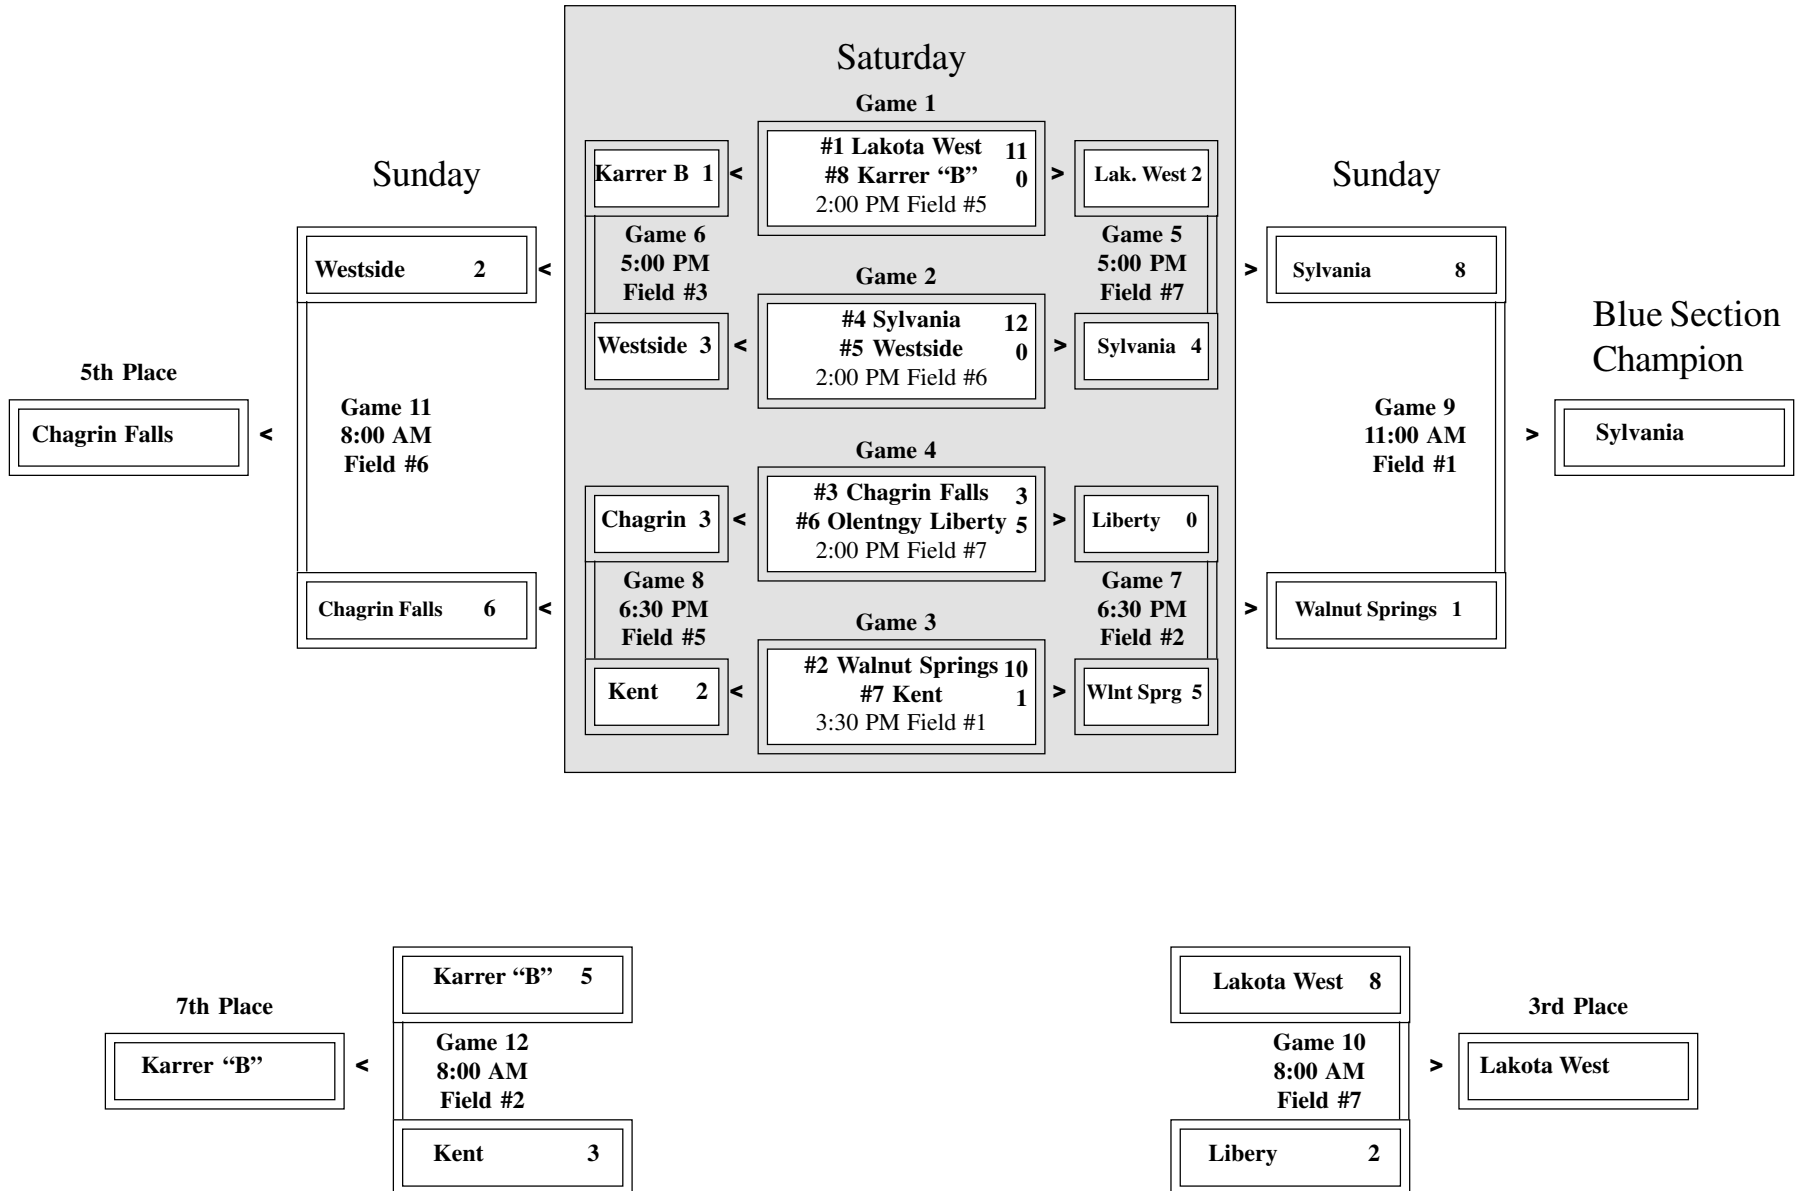 Saturday
Game 1
#1 Lakota West 11
#8 Karrer “B” 0
2:00 PM Field #5
Karrer B 1 <
> Lak. West 2
Sunday
Sunday
Game 6
5:00 PM
Field #3
Game 5
5:00 PM
Field #7
Westside 2 <
> Sylvania 8
Game 2
#4 Sylvania 12
#5 Westside 0
2:00 PM Field #6
Westside 3 <
> Sylvania 4
Blue Section
Champion
5th Place
Chagrin Falls <
Game 11
8:00 AM
Field #6
Game 9
11:00 AM
Field #1
> Sylvania
Game 4
#3 Chagrin Falls 3
#6 Olentngy Liberty 5
2:00 PM Field #7
Chagrin 3 <
> Liberty 0
Game 8
6:30 PM
Field #5
Game 7
6:30 PM
Field #2
Chagrin Falls 6 <
> Walnut Springs 1
Game 3
#2 Walnut Springs 10
#7 Kent 1
3:30 PM Field #1
Kent 2 <
> Wlnt Sprg 5
Karrer “B” 5
7th Place
Karrer “B” <
Game 12
8:00 AM
Field #2
Kent 3
Lakota West 8
3rd Place
Game 10
8:00 AM
Field #7
> Lakota West
Libery 2